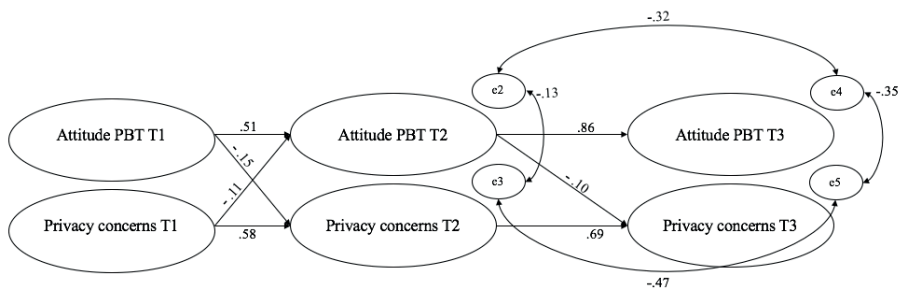 -.32
e2
-.13
e4
-.35
Attitude PBT T1
.51
Attitude PBT T2
.86
Attitude PBT T3
-.15
-.11
e3
-.10
e5
Privacy concerns T1
.58
Privacy concerns T2
.69
Privacy concerns T3
-.47